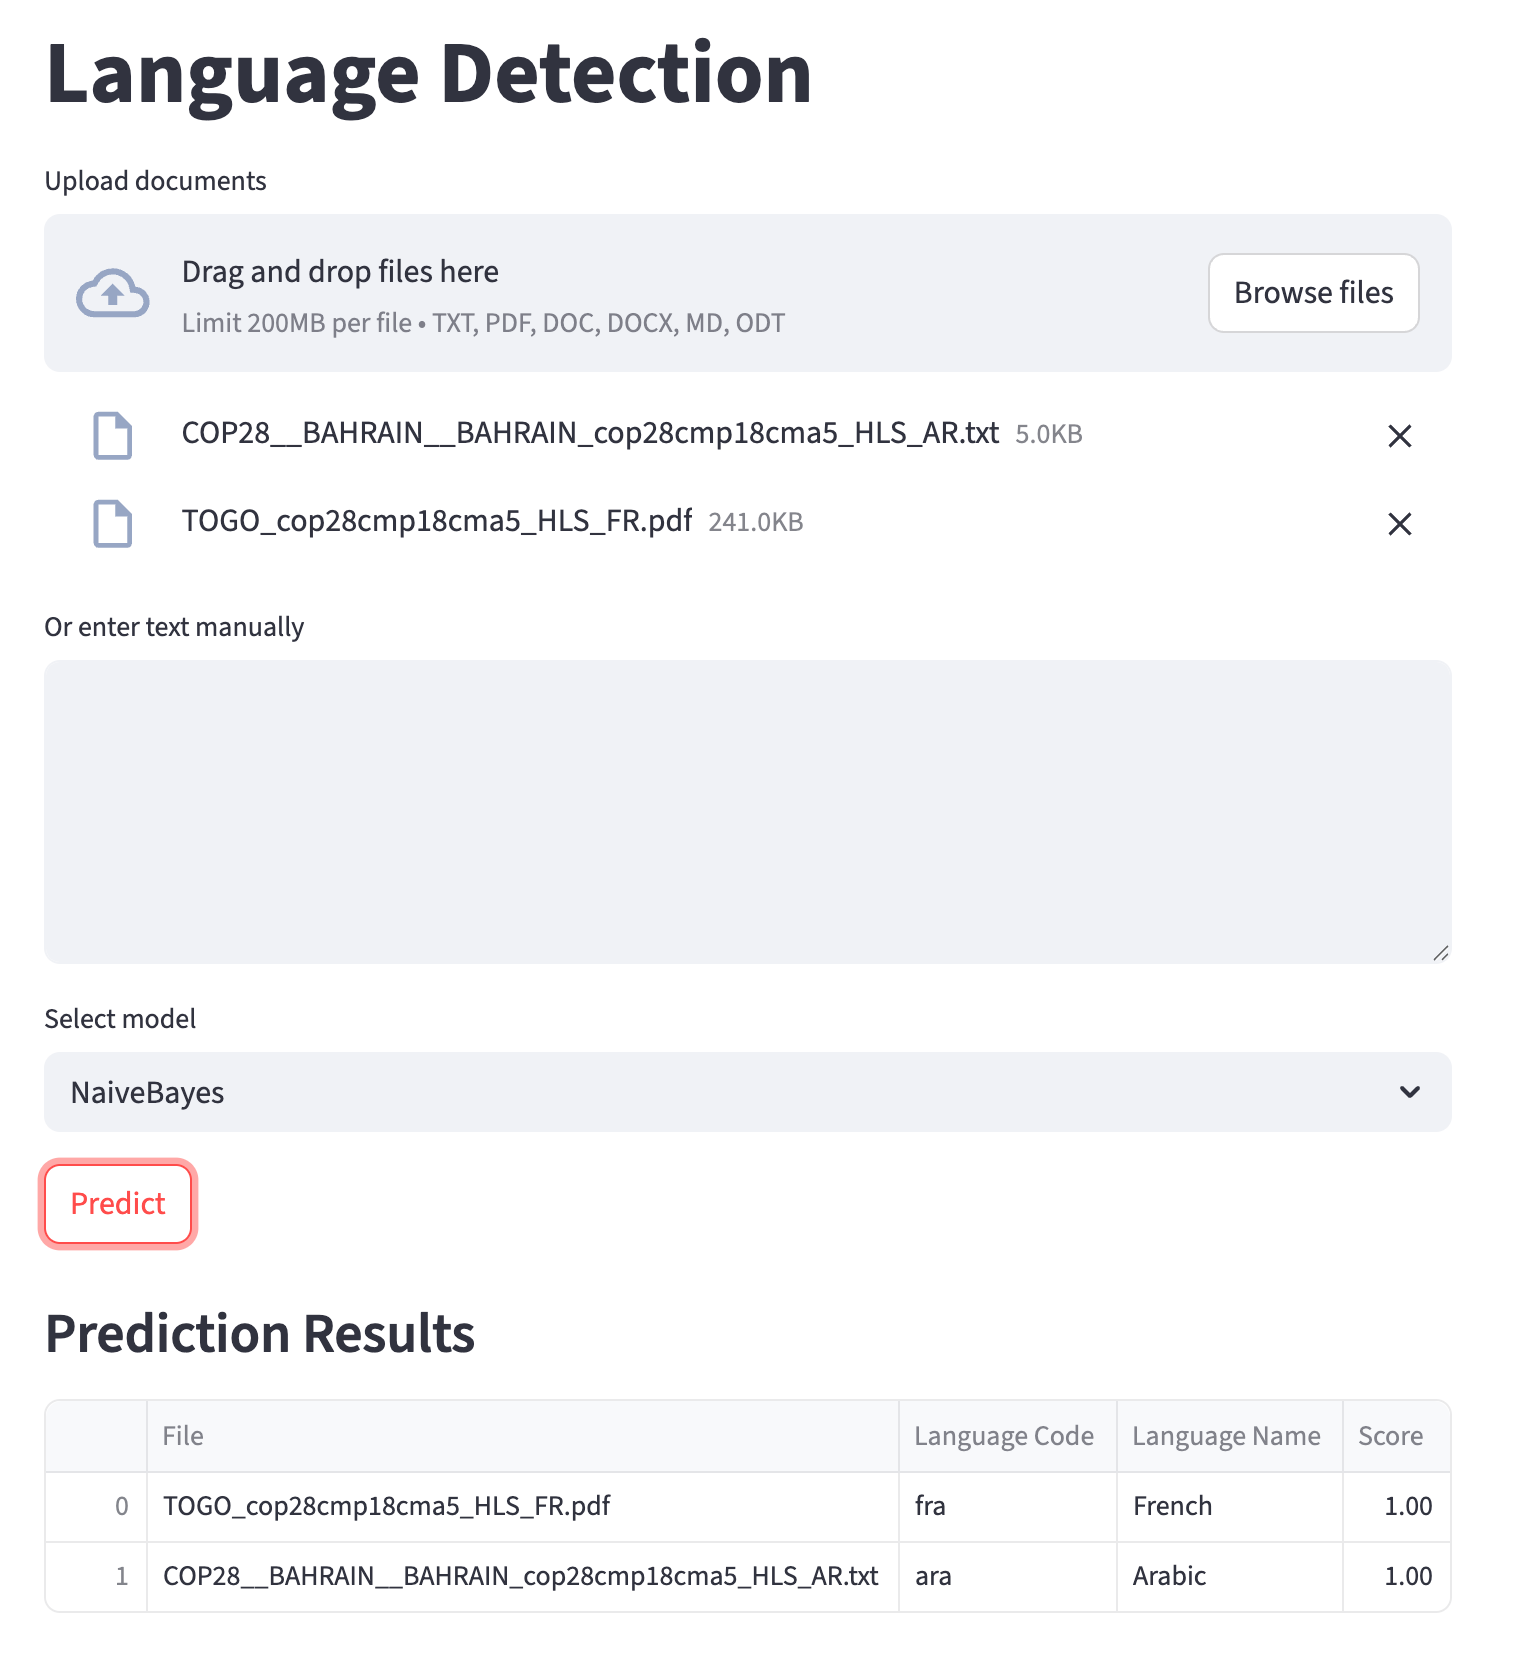 Language Detection
Upload documents
Drag and drop files here
Limit 200MB per file • TXT, PDF, DOC, DOCX, MD, ODT
Browse files
COP28__BAHRAIN__BAHRAIN_cop28cmp18cma5_HLS_AR.txt 5.0KB
TOGO_cop28cmp18cma5_HLS_FR.pdf 241.0KB
Or enter text manually
Select model
NaiveBayes
Predict
Prediction Results
File Language Code Language Name Score
0 TOGO_cop28cmp18cma5_HLS_FR.pdf fra French 1.00
1 COP28__BAHRAIN__BAHRAIN_cop28cmp18cma5_HLS_AR.txt ara Arabic 1.00